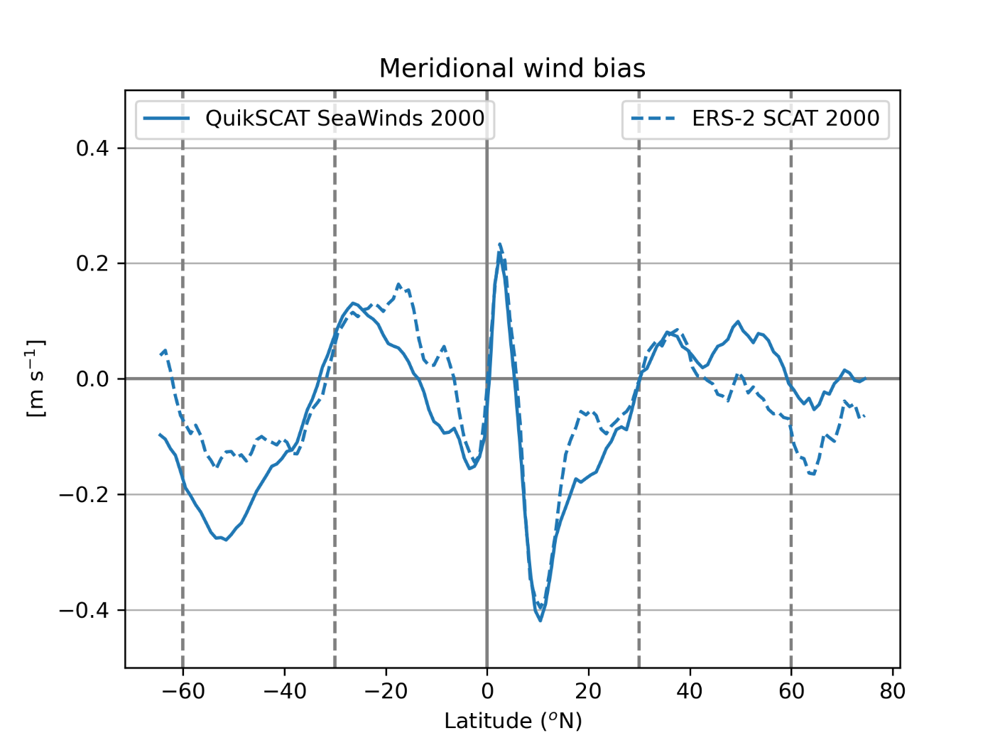 Meridional wind bias
QuikSCAT SeaWinds 2000
ERS-2 SCAT 2000
0.4
0.2
0.0
−0.2
−0.4
[m s⁻¹]
−60 −40 −20 0 20 40 60 80
Latitude (ᵒN)